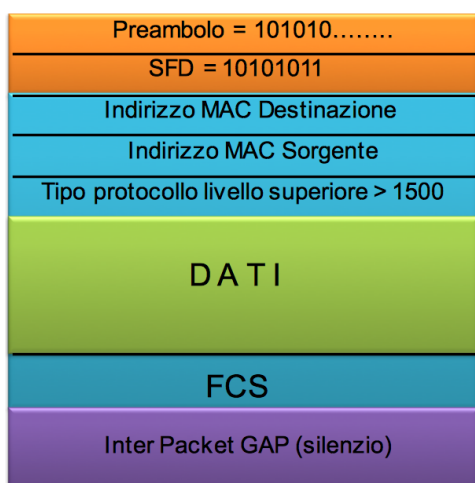 Preambolo = 101010........
SFD = 10101011
Indirizzo MAC Destinazione
Indirizzo MAC Sorgente
Tipo protocollo livello superiore > 1500
D A T I
FCS
Inter Packet GAP (silenzio)